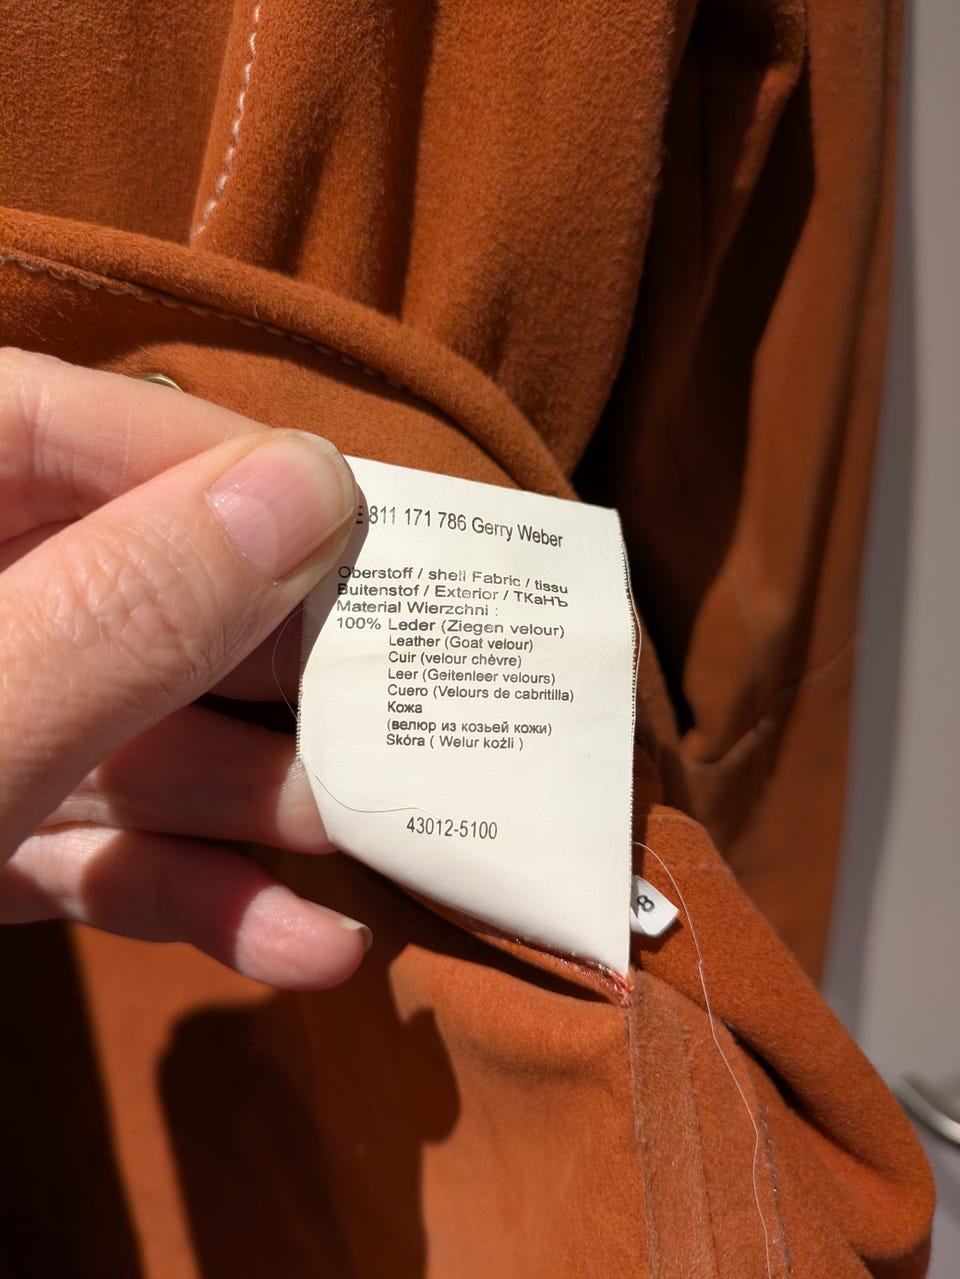 811 171 786 Gerry Weber
Oberstoff / shell Fabric / tissu
Buitenstof / Exterior / ТКаНЪ
Material Wierzchni :
100% Leder (Ziegen velour)
Leather (Goat velour)
Cuir (velour chèvre)
Leer (Geitenleer velours)
Cuero (Velours de cabritilla)
Кожа
(велюр из козьей кожи)
Skóra ( Welur koźli )
43012-5100
8